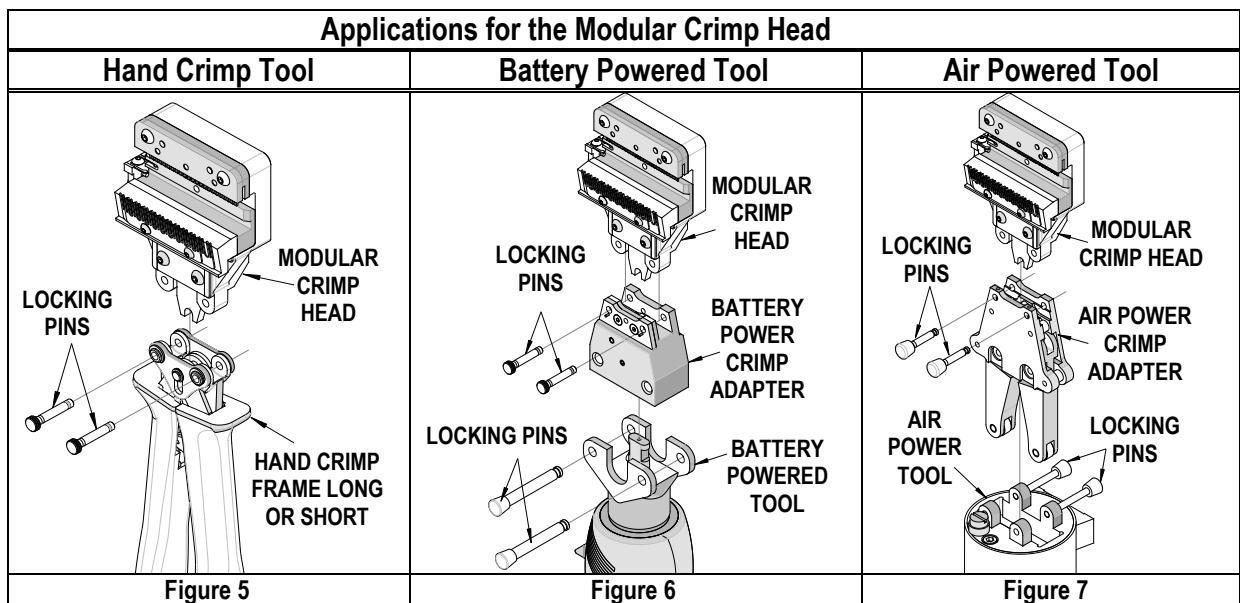 Applications for the Modular Crimp Head
Hand Crimp Tool
Battery Powered Tool
Air Powered Tool
MODULAR
CRIMP
HEAD
LOCKING
PINS
HAND CRIMP
FRAME LONG
OR SHORT
MODULAR
CRIMP
HEAD
LOCKING
PINS
BATTERY
POWER
CRIMP
ADAPTER
LOCKING PINS
BATTERY
POWERED
TOOL
MODULAR
CRIMP HEAD
LOCKING
PINS
AIR POWER
CRIMP
ADAPTER
AIR
POWER
TOOL
LOCKING
PINS
Figure 5
Figure 6
Figure 7